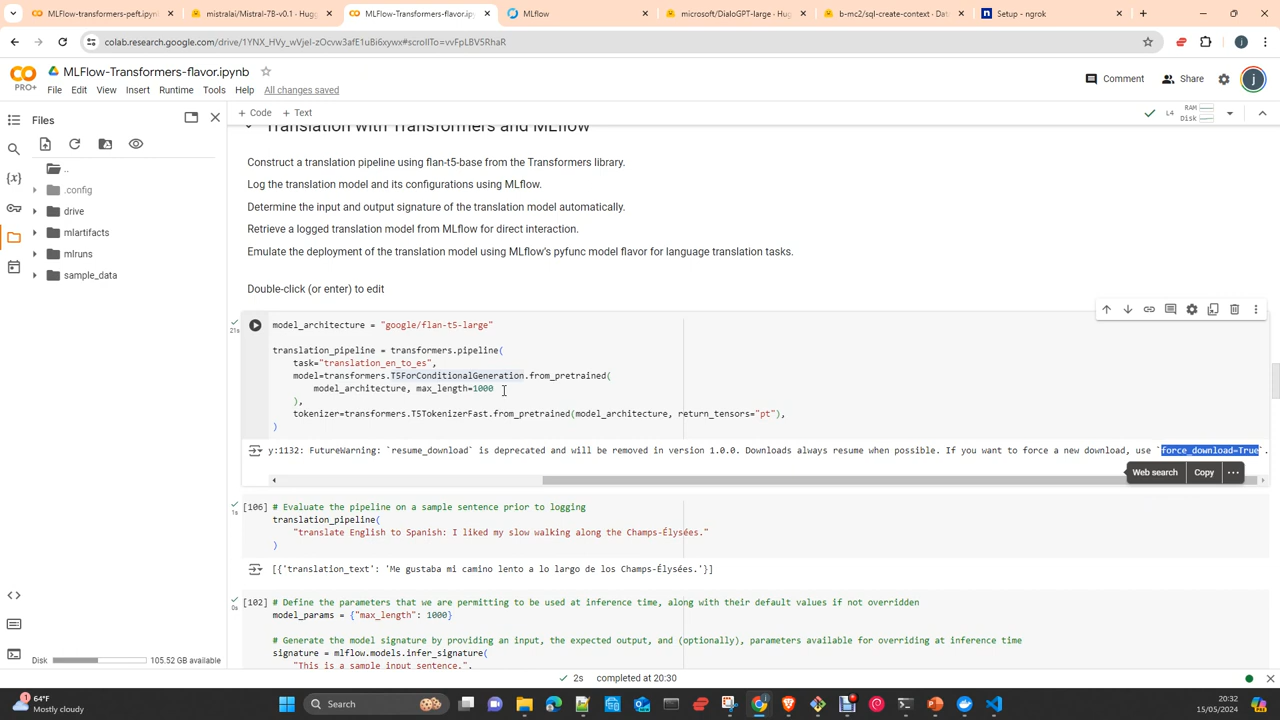 MLFlow-transformers-peft.ipynb
mistralai/Mistral-7B-v0.1 · Hugg
MLFlow-Transformers-flavor.ipyn
MLflow
microsoft/DialoGPT-large · Hug
b-mc2/sql-create-context · Dat
Setup - ngrok
colab.research.google.com/drive/1YNX_HVy_wVjeI-zOcvw3afE1uBi6xywx#scrollTo=vvFpLBV5RhaR
MLFlow-Transformers-flavor.ipynb
PRO+
File Edit View Insert Runtime Tools Help All changes saved
Comment
Share
j
Files
+ Code + Text
L4
RAM
Disk
..
.config
drive
mlartifacts
mlruns
sample_data
Translation with Transformers and MLflow
Construct a translation pipeline using flan-t5-base from the Transformers library.
Log the translation model and its configurations using MLflow.
Determine the input and output signature of the translation model automatically.
Retrieve a logged translation model from MLflow for direct interaction.
Emulate the deployment of the translation model using MLflow's pyfunc model flavor for language translation tasks.
Double-click (or enter) to edit
21s
model_architecture = "google/flan-t5-large"
translation_pipeline = transformers.pipeline(
task="translation_en_to_es",
model=transformers.T5ForConditionalGeneration.from_pretrained(
model_architecture, max_length=1000
),
tokenizer=transformers.T5TokenizerFast.from_pretrained(model_architecture, return_tensors="pt"),
)
y:1132: FutureWarning: `resume_download` is deprecated and will be removed in version 1.0.0. Downloads always resume when possible. If you want to force a new download, use `force_download=True`.
Web search
Copy
[106] # Evaluate the pipeline on a sample sentence prior to logging
1s
translation_pipeline(
"translate English to Spanish: I liked my slow walking along the Champs-Élysées."
)
[{'translation_text': 'Me gustaba mi camino lento a lo largo de los Champs-Élysées.'}]
[102] # Define the parameters that we are permitting to be used at inference time, along with their default values if not overridden
0s
model_params = {"max_length": 1000}
# Generate the model signature by providing an input, the expected output, and (optionally), parameters available for overriding at inference time
signature = mlflow.models.infer_signature(
"This is a sample input sentence.",
Disk
105.52 GB available
2s completed at 20:30
64°F
Mostly cloudy
Search
20:32
15/05/2024